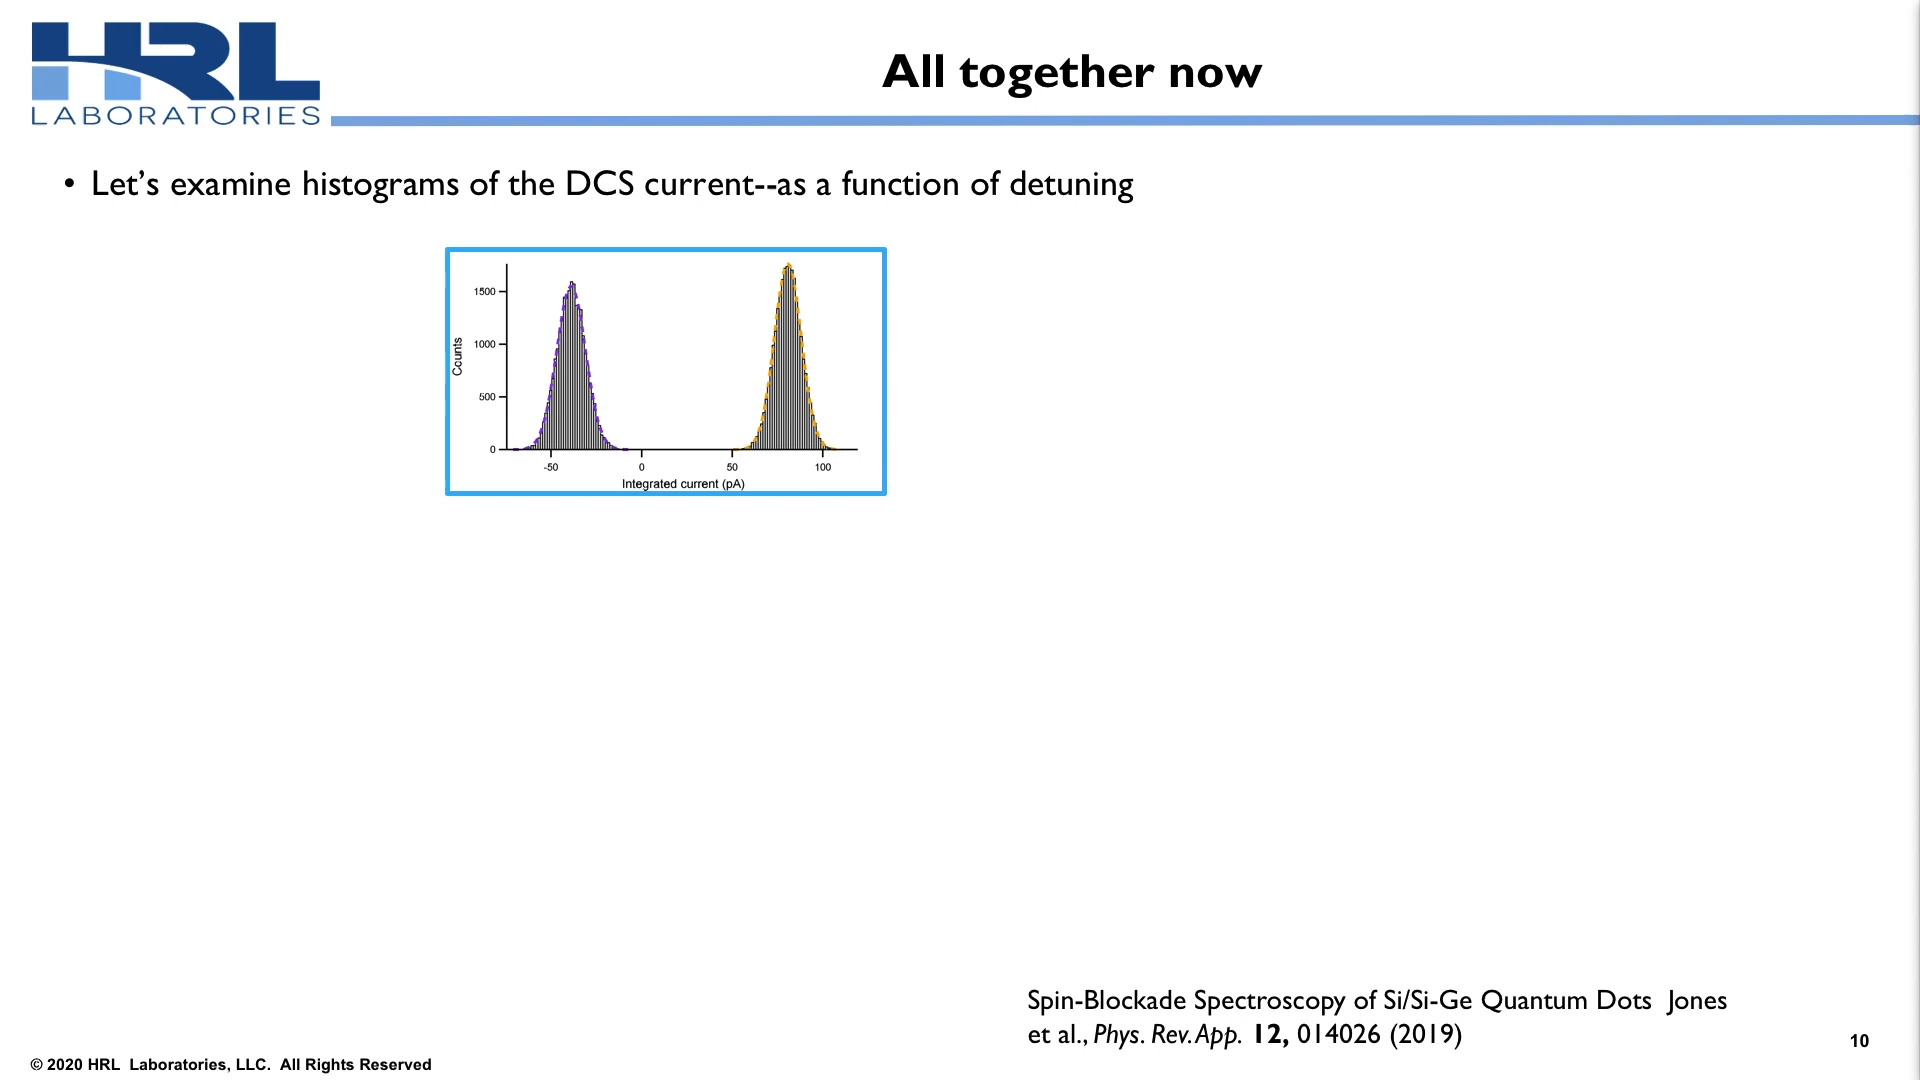 HRL
LABORATORIES
All together now
• Let’s examine histograms of the DCS current--as a function of detuning
1500
1000
500
0
Counts
-50 0 50 100
Integrated current (pA)
Spin-Blockade Spectroscopy of Si/Si-Ge Quantum Dots Jones
et al., Phys. Rev. App. 12, 014026 (2019)
10
© 2020 HRL Laboratories, LLC. All Rights Reserved